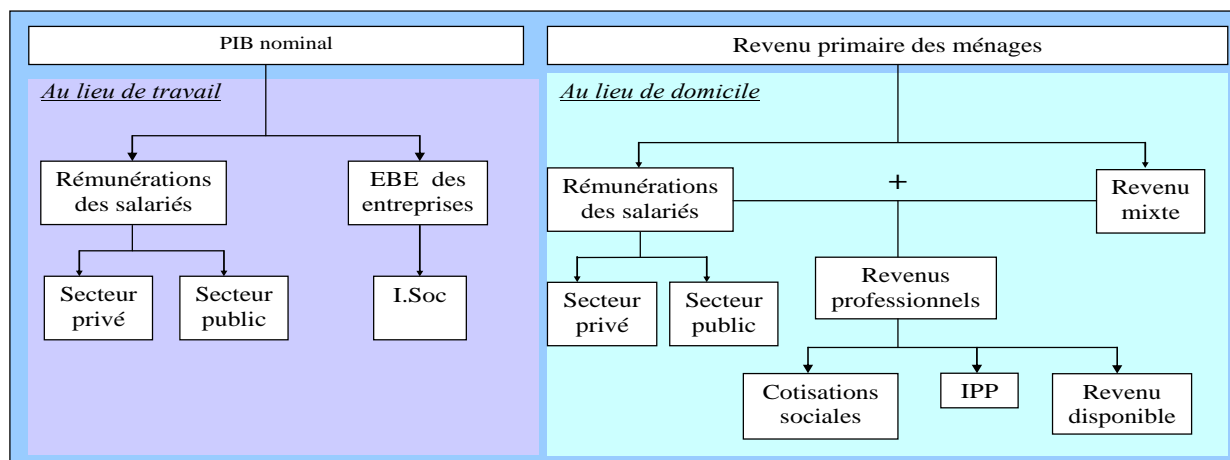 PIB nominal
Au lieu de travail
Rémunérations
des salariés
EBE des
entreprises
Secteur
privé
Secteur
public
I.Soc
Revenu primaire des ménages
Au lieu de domicile
Rémunérations
des salariés
+
Revenu
mixte
Secteur
privé
Secteur
public
Revenus
professionnels
Cotisations
sociales
IPP
Revenu
disponible